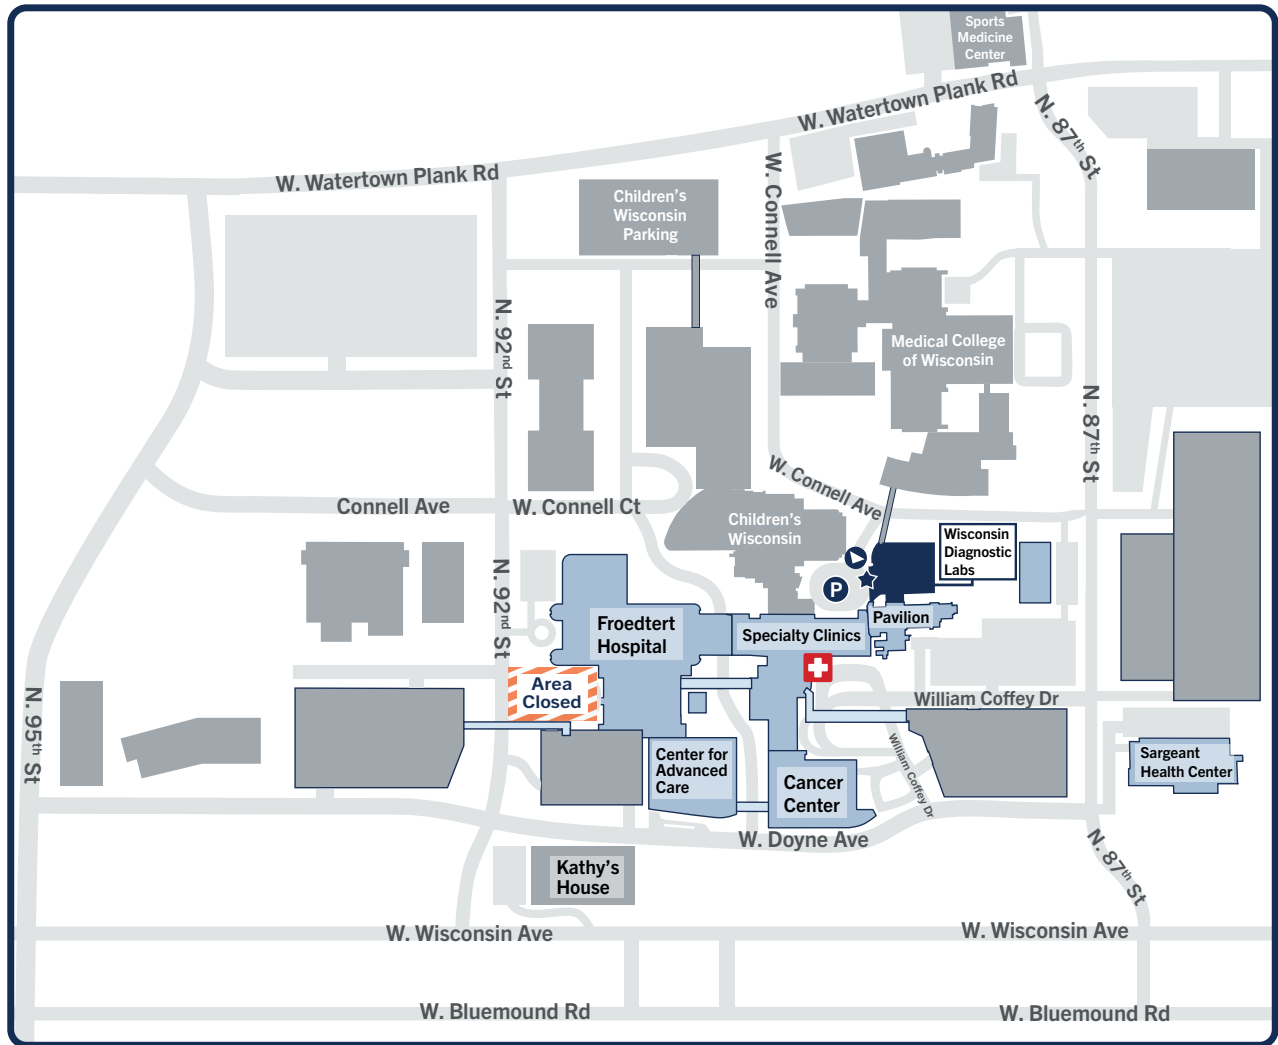 Sports
Medicine
Center
W. Watertown Plank Rd
N. 87th St
W. Watertown Plank Rd
W. Connell Ave
Children's
Wisconsin
Parking
N. 92nd St
Medical College
of Wisconsin
N. 87th St
W. Connell Ave
Connell Ave
W. Connell Ct
Children's
Wisconsin
Wisconsin
Diagnostic
Labs
N. 92nd St
P
Froedtert
Hospital
Specialty Clinics
Pavilion
Area
Closed
William Coffey Dr
N. 95th St
William Coffey Dr
Center for
Advanced
Care
Cancer
Center
Sargeant
Health Center
W. Doyne Ave
N. 87th St
Kathy's
House
W. Wisconsin Ave
W. Wisconsin Ave
W. Bluemound Rd
W. Bluemound Rd